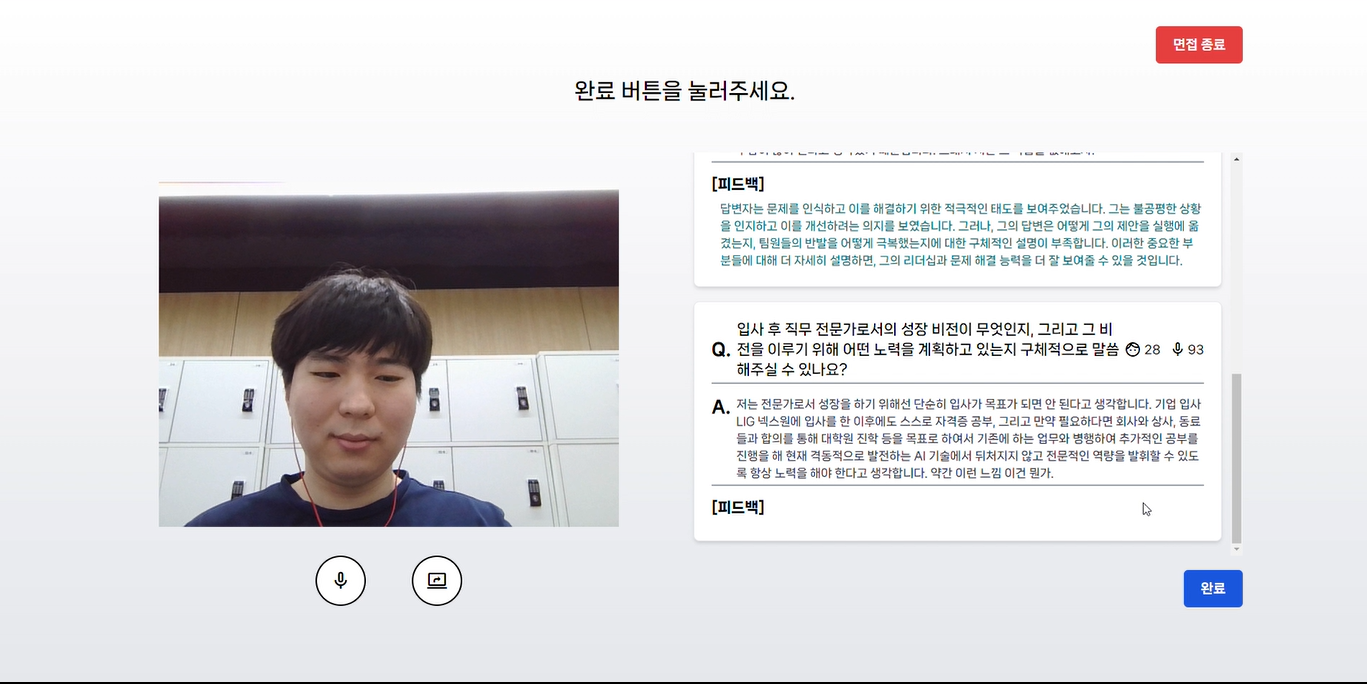 면접 종료
완료 버튼을 눌러주세요.
[피드백]
답변자는 문제를 인식하고 이를 해결하기 위한 적극적인 태도를 보여주었습니다. 그는 불공평한 상황
을 인지하고 이를 개선하려는 의지를 보였습니다. 그러나, 그의 답변은 어떻게 그의 제안을 실행에 옮
겼는지, 팀원들의 반발을 어떻게 극복했는지에 대한 구체적인 설명이 부족합니다. 이러한 중요한 부
분들에 대해 더 자세히 설명하면, 그의 리더십과 문제 해결 능력을 더 잘 보여줄 수 있을 것입니다.
입사 후 직무 전문가로서의 성장 비전이 무엇인지, 그리고 그 비
Q. 전을 이루기 위해 어떤 노력을 계획하고 있는지 구체적으로 말씀 28 93
해주실 수 있나요?
A. 저는 전문가로서 성장을 하기 위해선 단순히 입사가 목표가 되면 안 된다고 생각합니다. 기업 입사
LIG 넥스원에 입사를 한 이후에도 스스로 자격증 공부, 그리고 만약 필요하다면 회사와 상사, 동료
들과 합의를 통해 대학원 진학 등을 목표로 하여서 기존에 하는 업무와 병행하여 추가적인 공부를
진행을 해 현재 격동적으로 발전하는 AI 기술에서 뒤처지지 않고 전문적인 역량을 발휘할 수 있도
록 항상 노력을 해야 한다고 생각합니다. 약간 이런 느낌 이건 뭔가.
[피드백]
완료